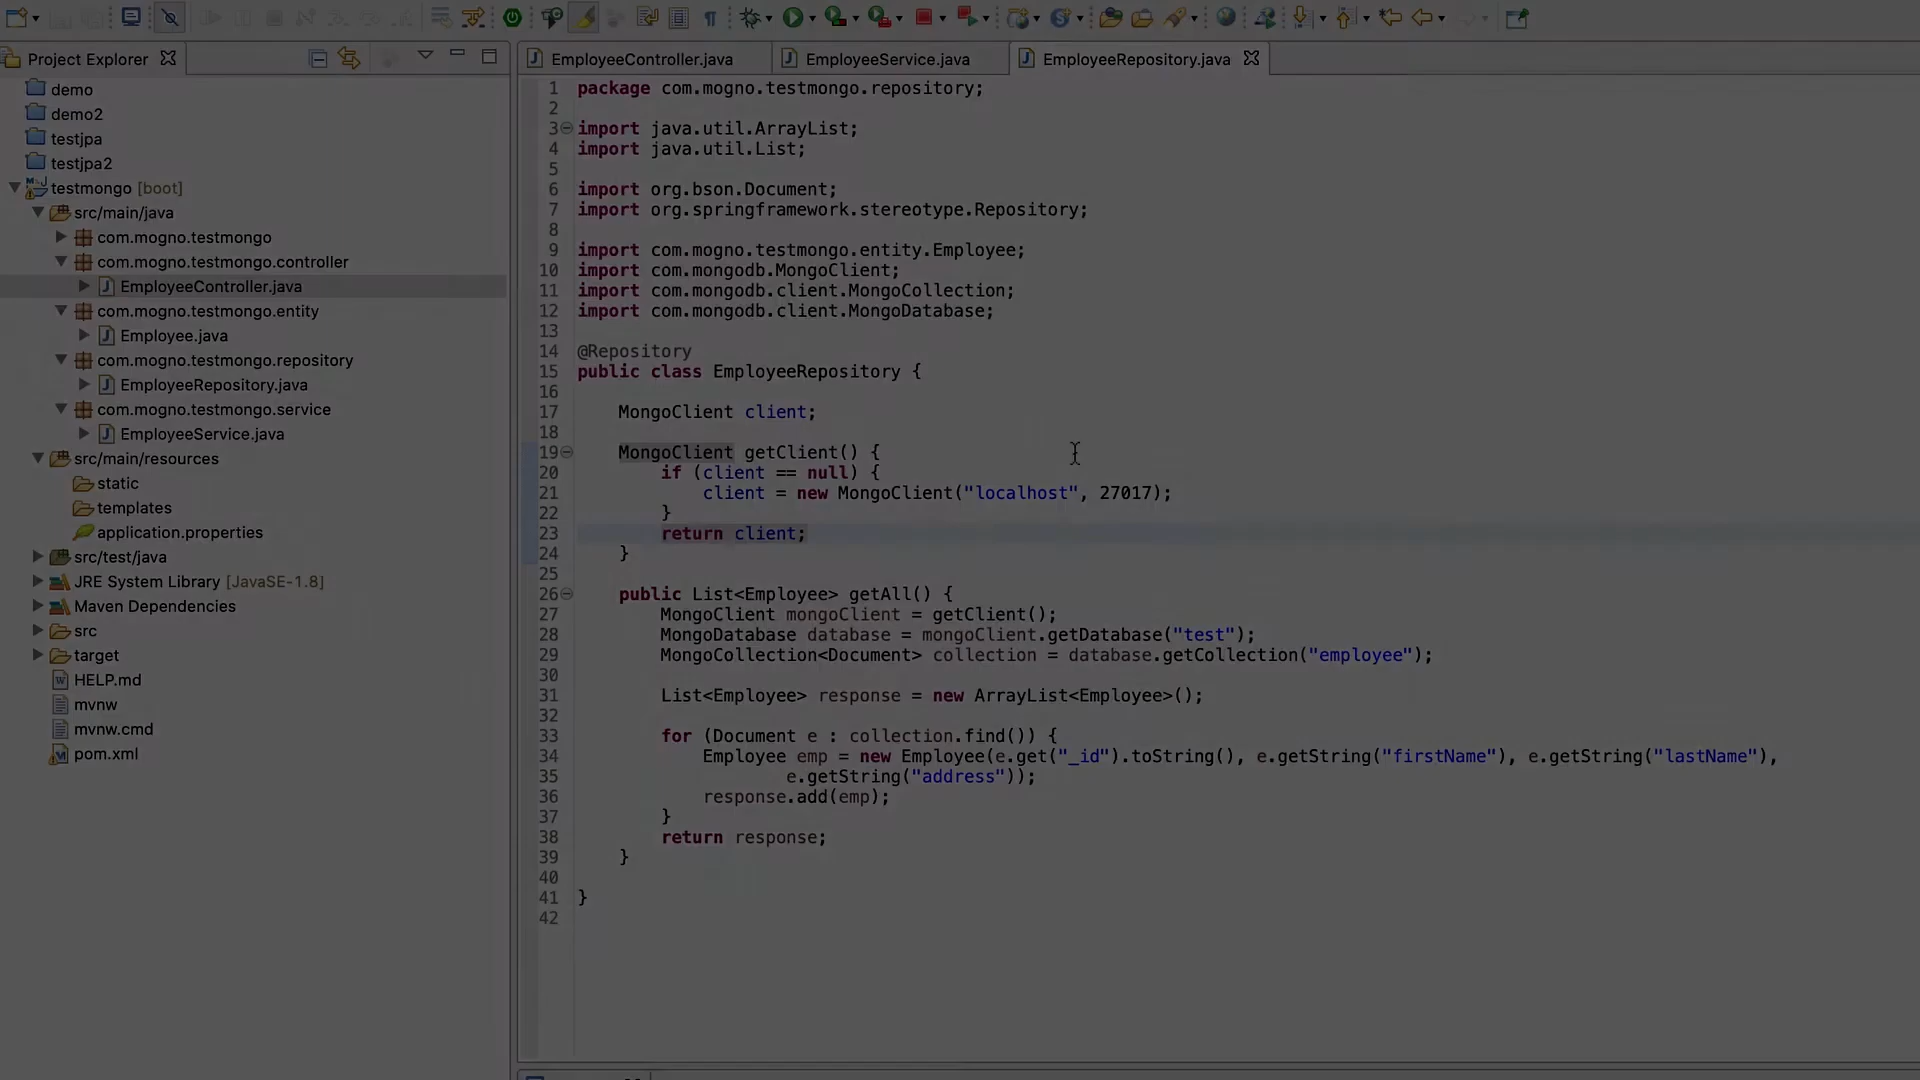 Project Explorer
demo
demo2
testjpa
testjpa2
testmongo [boot]
src/main/java
com.mogno.testmongo
com.mogno.testmongo.controller
EmployeeController.java
com.mogno.testmongo.entity
Employee.java
com.mogno.testmongo.repository
EmployeeRepository.java
com.mogno.testmongo.service
EmployeeService.java
src/main/resources
static
templates
application.properties
src/test/java
JRE System Library [JavaSE-1.8]
Maven Dependencies
src
target
HELP.md
mvnw
mvnw.cmd
pom.xml
EmployeeController.java EmployeeService.java EmployeeRepository.java
1 package com.mogno.testmongo.repository;
2
3 import java.util.ArrayList;
4 import java.util.List;
5
6 import org.bson.Document;
7 import org.springframework.stereotype.Repository;
8
9 import com.mogno.testmongo.entity.Employee;
10 import com.mongodb.MongoClient;
11 import com.mongodb.client.MongoCollection;
12 import com.mongodb.client.MongoDatabase;
13
14 @Repository
15 public class EmployeeRepository {
16
17 MongoClient client;
18
19 MongoClient getClient() {
20 if (client == null) {
21 client = new MongoClient("localhost", 27017);
22 }
23 return client;
24 }
25
26 public List<Employee> getAll() {
27 MongoClient mongoClient = getClient();
28 MongoDatabase database = mongoClient.getDatabase("test");
29 MongoCollection<Document> collection = database.getCollection("employee");
30
31 List<Employee> response = new ArrayList<Employee>();
32
33 for (Document e : collection.find()) {
34 Employee emp = new Employee(e.get("_id").toString(), e.getString("firstName"), e.getString("lastName"),
35 e.getString("address"));
36 response.add(emp);
37 }
38 return response;
39 }
40
41 }
42